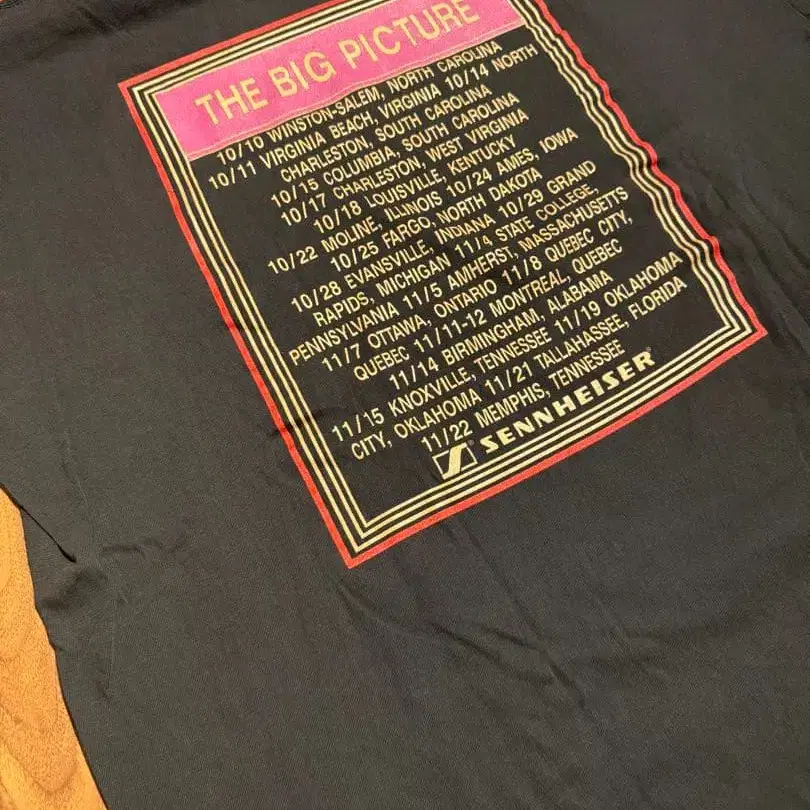 THE BIG PICTURE
10/10 WINSTON-SALEM, NORTH CAROLINA
10/11 VIRGINIA BEACH, VIRGINIA 10/14 NORTH
CHARLESTON, SOUTH CAROLINA
10/15 COLUMBIA, SOUTH CAROLINA
10/17 CHARLESTON, WEST VIRGINIA
10/18 LOUISVILLE, KENTUCKY
10/22 MOLINE, ILLINOIS 10/24 AMES, IOWA
10/25 FARGO, NORTH DAKOTA
10/28 EVANSVILLE, INDIANA 10/29 GRAND
RAPIDS, MICHIGAN 11/4 STATE COLLEGE,
PENNSYLVANIA 11/5 AMHERST, MASSACHUSETTS
11/7 OTTAWA, ONTARIO 11/8 QUEBEC CITY,
QUEBEC 11/11-12 MONTREAL, QUEBEC
11/14 BIRMINGHAM, ALABAMA
11/15 KNOXVILLE, TENNESSEE 11/19 OKLAHOMA
CITY, OKLAHOMA 11/21 TALLAHASSEE, FLORIDA
11/22 MEMPHIS, TENNESSEE
SENNHEISER®